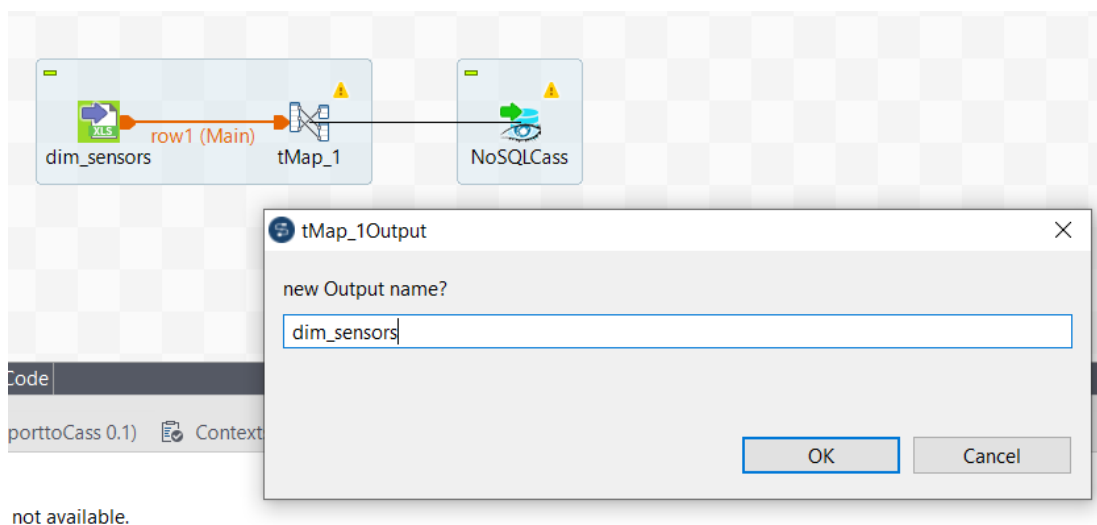 XLS
row1 (Main)
dim_sensors
tMap_1
NoSQLCass
tMap_1Output
new Output name?
dim_sensors
Code
porttoCass 0.1)
Context
OK
Cancel
not available.